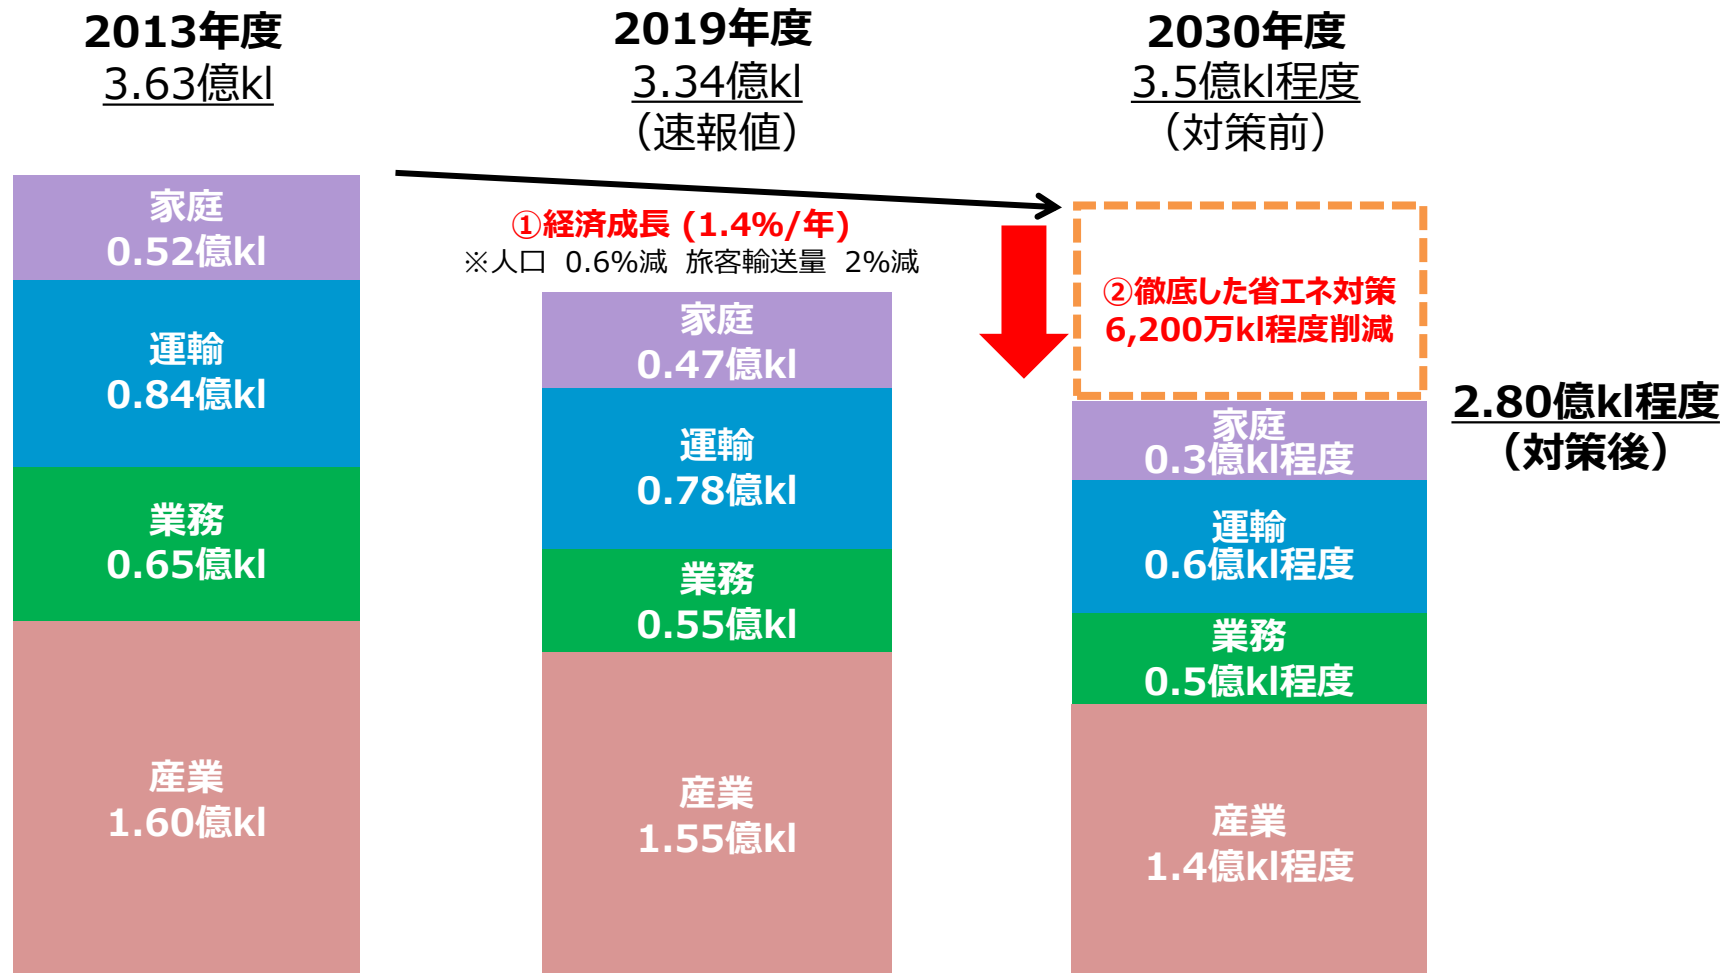 2013年度
3.63億kl
2019年度
3.34億kl
（速報値）
2030年度
3.5億kl程度
（対策前）
家庭
0.52億kl
運輸
0.84億kl
業務
0.65億kl
産業
1.60億kl
①経済成長 (1.4%/年)
※人口 0.6%減 旅客輸送量 2%減
家庭
0.47億kl
運輸
0.78億kl
業務
0.55億kl
産業
1.55億kl
②徹底した省エネ対策
6,200万kl程度削減
家庭
0.3億kl程度
運輸
0.6億kl程度
業務
0.5億kl程度
産業
1.4億kl程度
2.80億kl程度
（対策後）